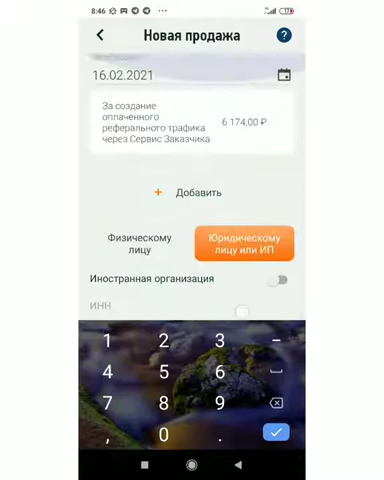 8:46
Новая продажа
?
16.02.2021
За создание
оплаченного
реферального трафика
через Сервис Заказчика
6 174,00 ₽
+ Добавить
Физическому
лицу
Юридическому
лицу или ИП
Иностранная организация
ИНН
1 2 3 –
4 5 6
7 8 9
, 0 .